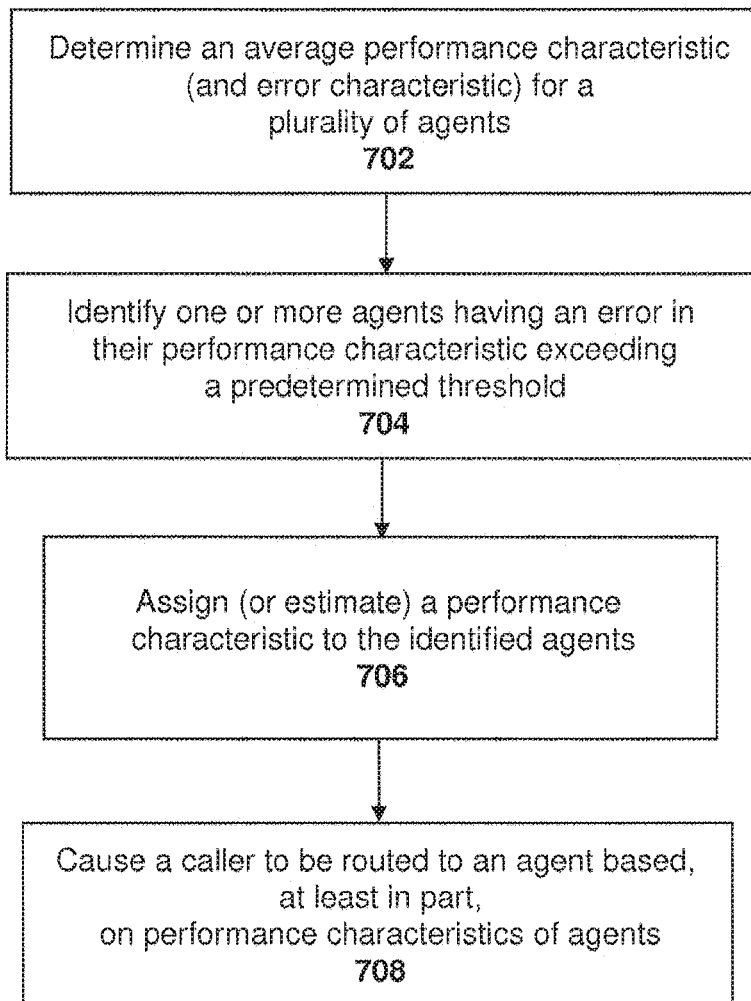 Determine an average performance characteristic
(and error characteristic) for a
plurality of agents
702
Identify one or more agents having an error in
their performance characteristic exceeding
a predetermined threshold
704
Assign (or estimate) a performance
characteristic to the identified agents
706
Cause a caller to be routed to an agent based,
at least in part,
on performance characteristics of agents
708